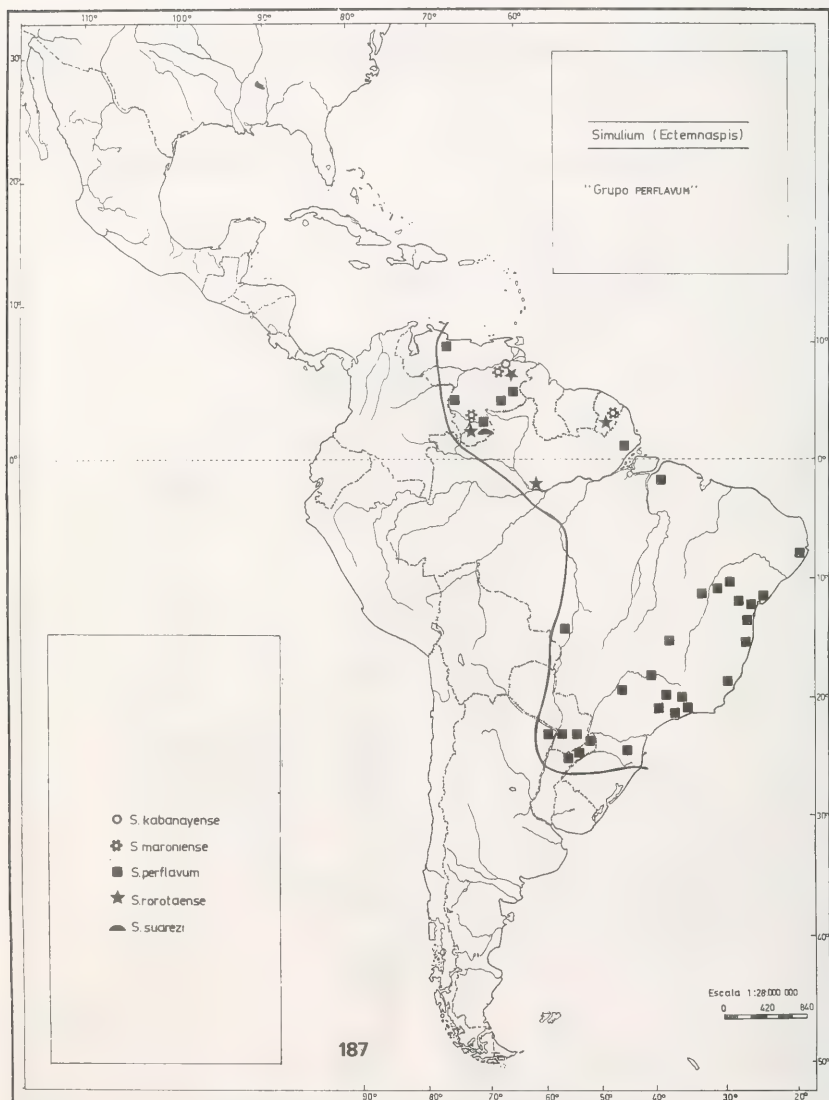 110° 100° 90° 80° 70° 60°
30°
20°
10°
0°
Simulium (Ectemnaspis)
"Grupo PERFLAVUM"
10°
0°
10°
20°
30°
40°
50°
S. kabanayense
S. maroniense
S. perflavum
S. rorotaense
S. suarezi
Escala 1:28 000 000
0 420 840
187
90° 80° 70° 60° 50° 40° 30° 20°